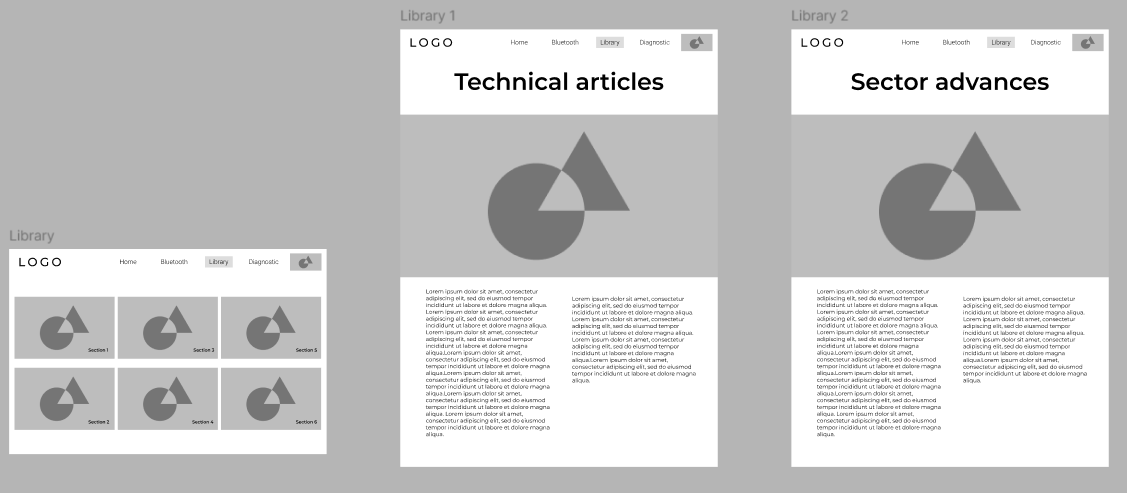 Library
LOGO Home Bluetooth Library Diagnostic
Section 1 Section 3 Section 5
Section 2 Section 4 Section 6
Library 1
LOGO Home Bluetooth Library Diagnostic
Technical articles
Lorem ipsum dolor sit amet, consectetur
adipiscing elit, sed do eiusmod tempor
incididunt ut labore et dolore magna aliqua.
Lorem ipsum dolor sit amet, consectetur
adipiscing elit, sed do eiusmod tempor
incididunt ut labore et dolore magna aliqua.
Lorem ipsum dolor sit amet, consectetur
adipiscing elit, sed do eiusmod tempor
incididunt ut labore et dolore magna
aliqua.Lorem ipsum dolor sit amet,
consectetur adipiscing elit, sed do eiusmod
tempor incididunt ut labore et dolore magna
aliqua.Lorem ipsum dolor sit amet,
consectetur adipiscing elit, sed do eiusmod
tempor incididunt ut labore et dolore magna
aliqua.Lorem ipsum dolor sit amet,
consectetur adipiscing elit, sed do eiusmod
tempor incididunt ut labore et dolore magna
aliqua. Lorem ipsum dolor sit amet,
consectetur adipiscing elit, sed do eiusmod
tempor incididunt ut labore et dolore magna
aliqua.
Lorem ipsum dolor sit amet, consectetur
adipiscing elit, sed do eiusmod tempor
incididunt ut labore et dolore magna aliqua.
Lorem ipsum dolor sit amet, consectetur
adipiscing elit, sed do eiusmod tempor
incididunt ut labore et dolore magna aliqua.
Lorem ipsum dolor sit amet, consectetur
adipiscing elit, sed do eiusmod tempor
incididunt ut labore et dolore magna
aliqua.Lorem ipsum dolor sit amet,
consectetur adipiscing elit, sed do eiusmod
tempor incididunt ut labore et dolore magna
aliqua.
Library 2
LOGO Home Bluetooth Library Diagnostic
Sector advances
Lorem ipsum dolor sit amet, consectetur
adipiscing elit, sed do eiusmod tempor
incididunt ut labore et dolore magna aliqua.
Lorem ipsum dolor sit amet, consectetur
adipiscing elit, sed do eiusmod tempor
incididunt ut labore et dolore magna aliqua.
Lorem ipsum dolor sit amet, consectetur
adipiscing elit, sed do eiusmod tempor
incididunt ut labore et dolore magna
aliqua.Lorem ipsum dolor sit amet,
consectetur adipiscing elit, sed do eiusmod
tempor incididunt ut labore et dolore magna
aliqua.Lorem ipsum dolor sit amet,
consectetur adipiscing elit, sed do eiusmod
tempor incididunt ut labore et dolore magna
aliqua.Lorem ipsum dolor sit amet,
consectetur adipiscing elit, sed do eiusmod
tempor incididunt ut labore et dolore magna
aliqua. Lorem ipsum dolor sit amet,
consectetur adipiscing elit, sed do eiusmod
tempor incididunt ut labore et dolore magna
aliqua.
Lorem ipsum dolor sit amet, consectetur
adipiscing elit, sed do eiusmod tempor
incididunt ut labore et dolore magna aliqua.
Lorem ipsum dolor sit amet, consectetur
adipiscing elit, sed do eiusmod tempor
incididunt ut labore et dolore magna aliqua.
Lorem ipsum dolor sit amet, consectetur
adipiscing elit, sed do eiusmod tempor
incididunt ut labore et dolore magna
aliqua.Lorem ipsum dolor sit amet,
consectetur adipiscing elit, sed do eiusmod
tempor incididunt ut labore et dolore magna
aliqua.